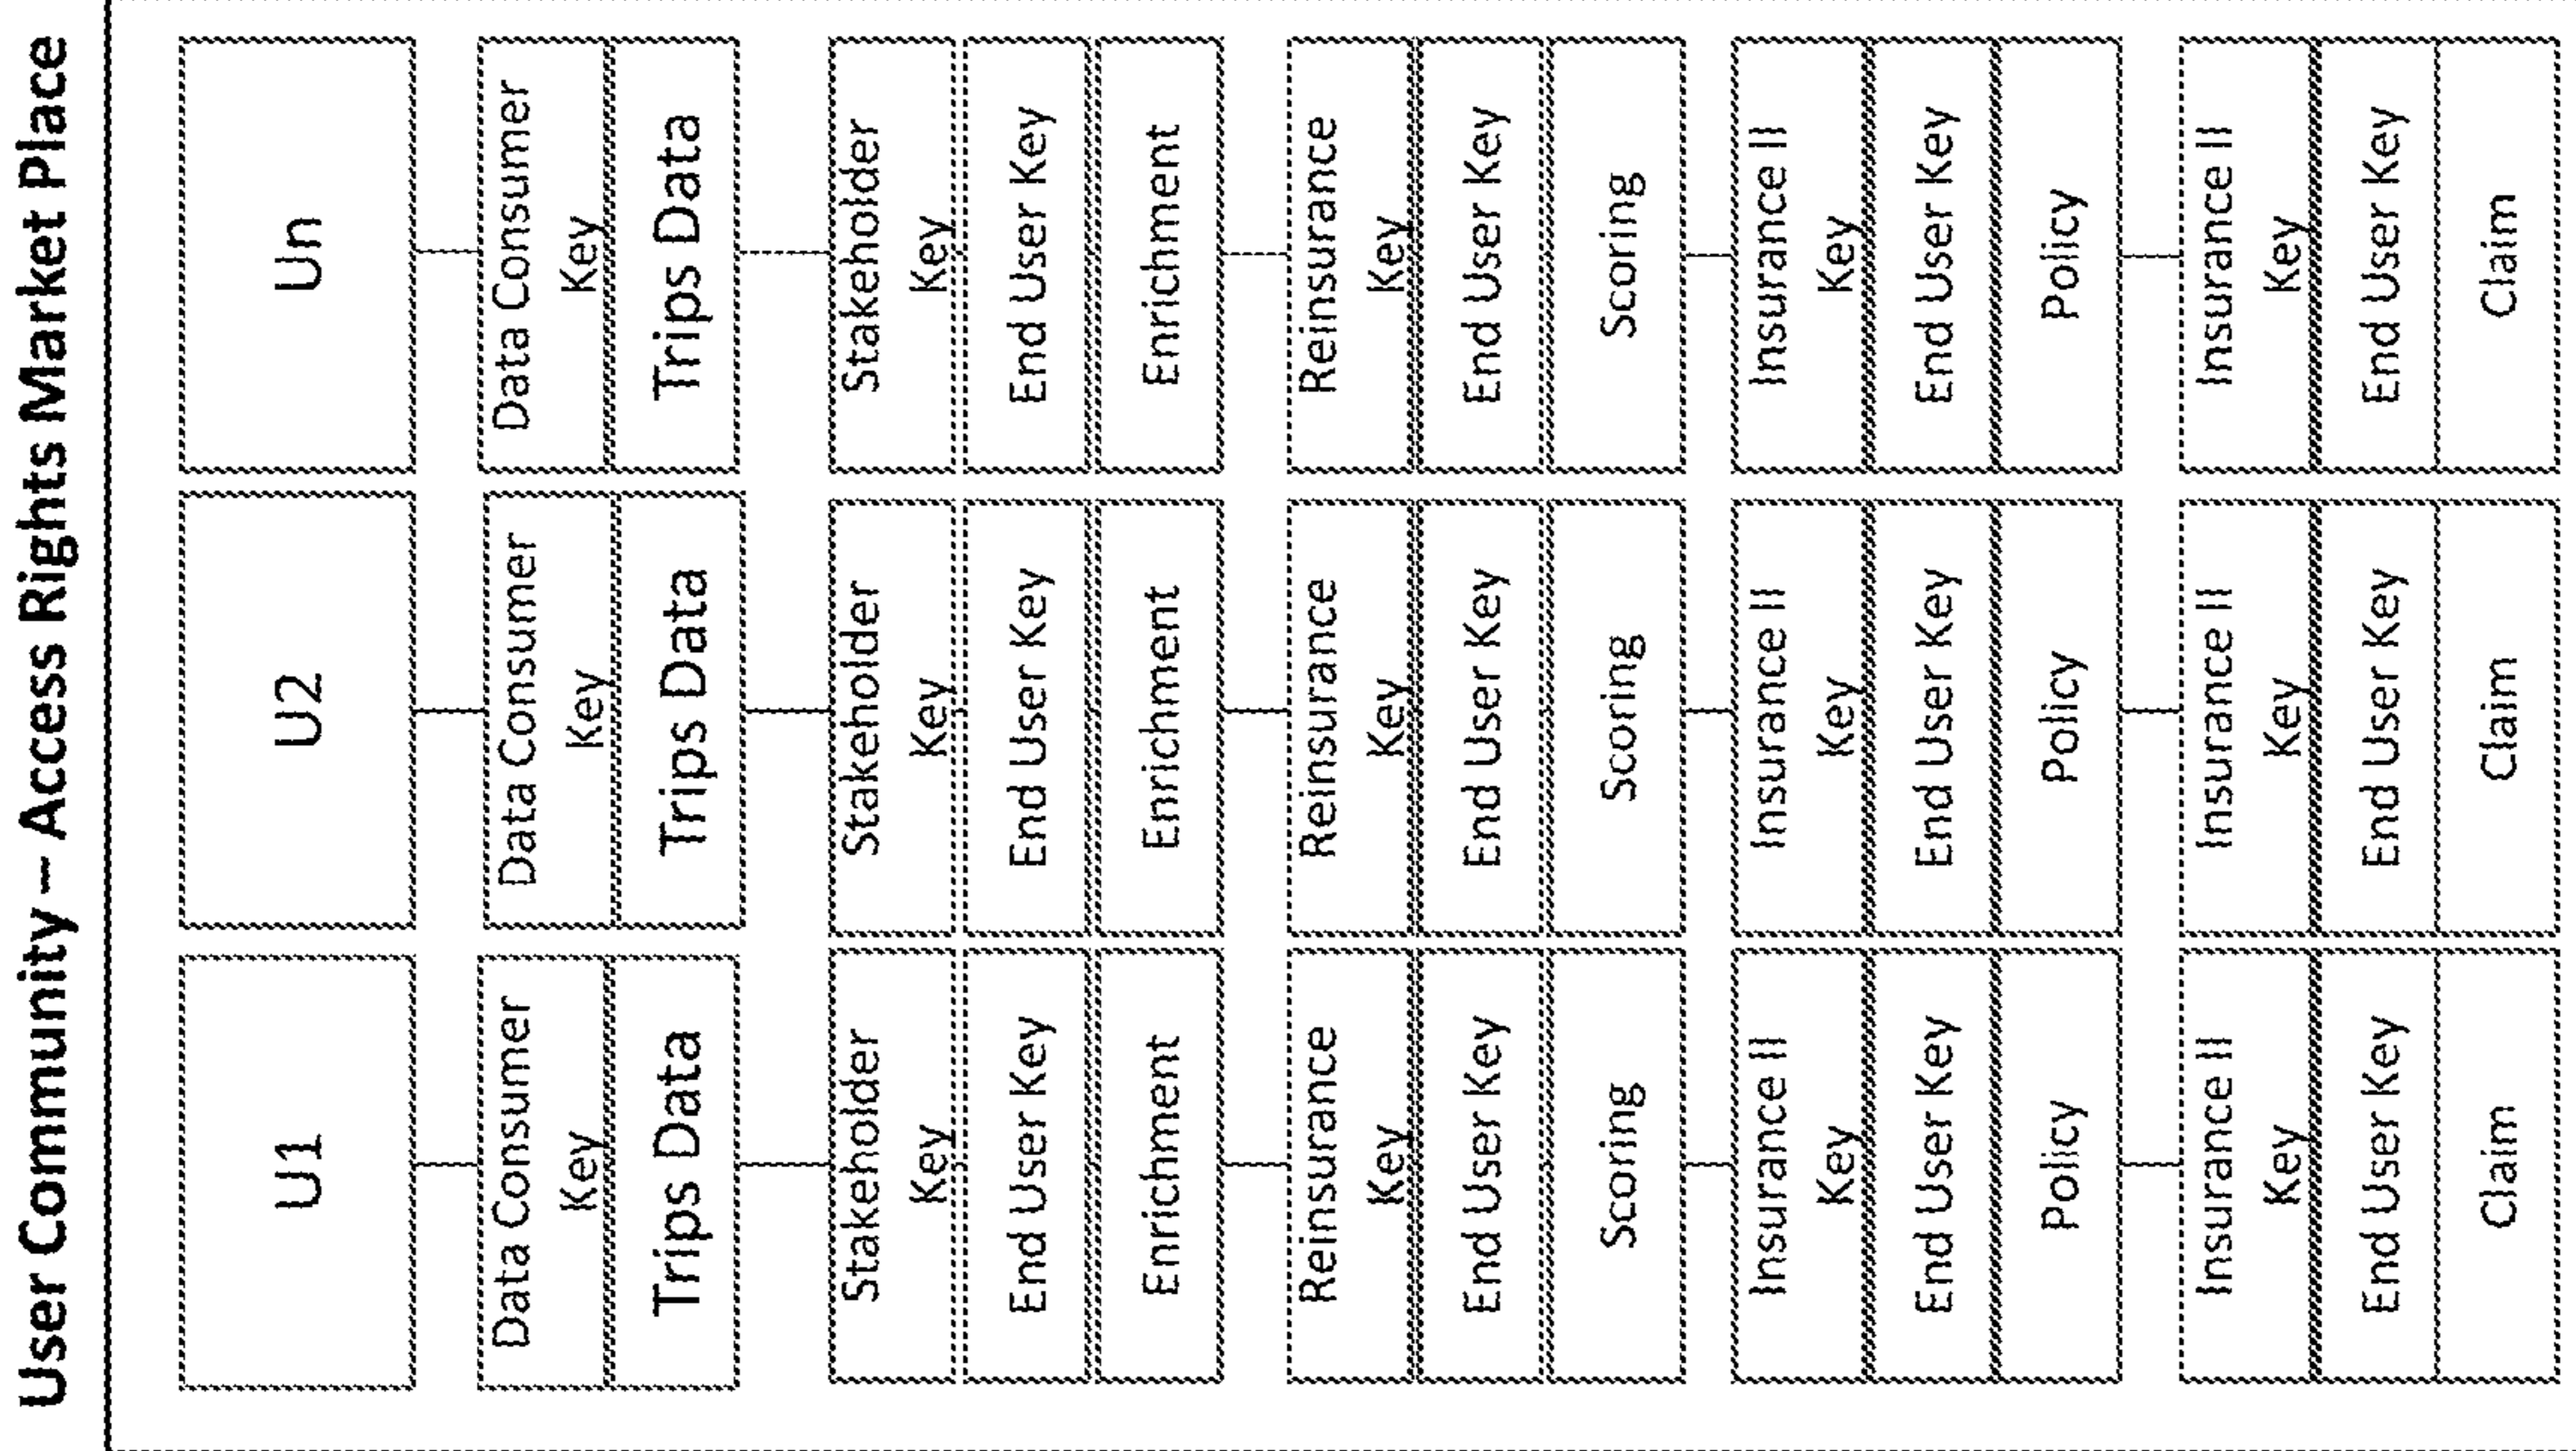 User Community – Access Rights Market Place
U1
U2
Un
Data Consumer
Key
Data Consumer
Key
Data Consumer
Key
Trips Data
Trips Data
Trips Data
Stakeholder
Key
Stakeholder
Key
Stakeholder
Key
End User Key
End User Key
End User Key
Enrichment
Enrichment
Enrichment
Reinsurance
Key
Reinsurance
Key
Reinsurance
Key
End User Key
End User Key
End User Key
Scoring
Scoring
Scoring
Insurance II
Key
Insurance II
Key
Insurance II
Key
End User Key
End User Key
End User Key
Policy
Policy
Policy
Insurance II
Key
Insurance II
Key
Insurance II
Key
End User Key
End User Key
End User Key
Claim
Claim
Claim